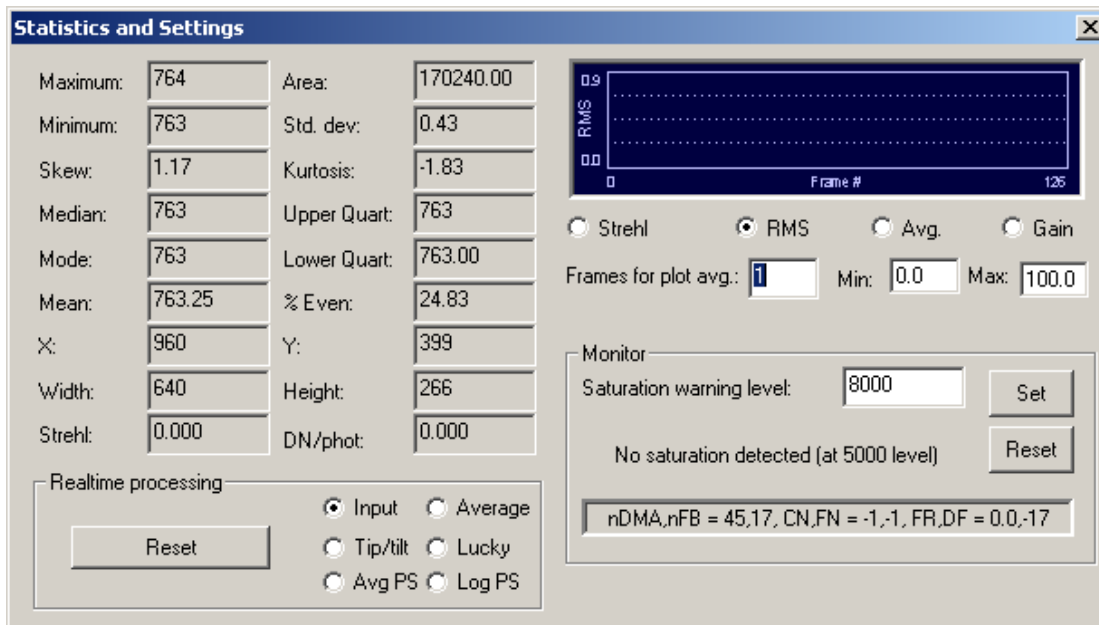 Statistics and Settings
Maximum: 764 Area: 170240.00
Minimum: 763 Std. dev: 0.43
Skew: 1.17 Kurtosis: -1.83
Median: 763 Upper Quart: 763
Mode: 763 Lower Quart: 763.00
Mean: 763.25 % Even: 24.83
X: 960 Y: 399
Width: 640 Height: 266
Strehl: 0.000 DN/phot: 0.000
Realtime processing
Reset
Input Average
Tip/tilt Lucky
Avg PS Log PS
0.9
RMS
0.0
0 Frame # 126
Strehl RMS Avg. Gain
Frames for plot avg.: 1 Min: 0.0 Max: 100.0
Monitor
Saturation warning level: 8000 Set
No saturation detected (at 5000 level) Reset
nDMA,nFB = 45,17, CN,FN = -1,-1, FR,DF = 0.0,-17